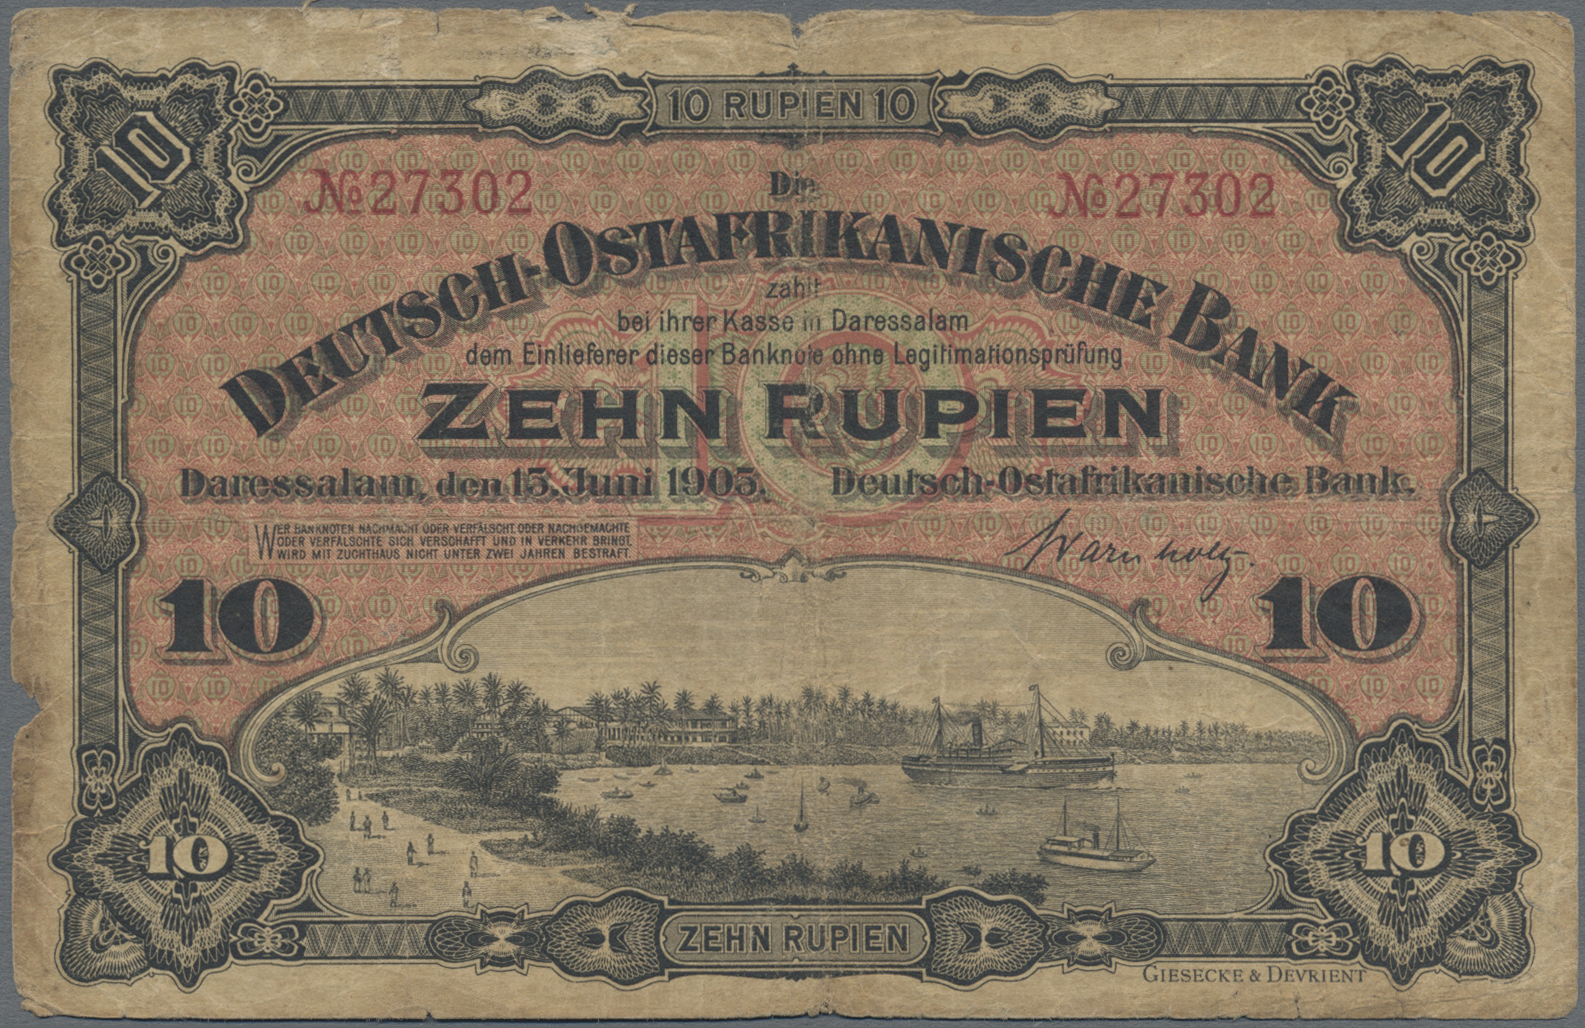 10 RUPIEN 10
10
10
№27302
№27302
Die
DEUTSCH-OSTAFRIKANISCHE BANK
zahlt
bei ihrer Kasse in Daressalam
dem Einlieferer dieser Banknote ohne Legitimationsprüfung
ZEHN RUPIEN
Daressalam, den 15. Juni 1905.
Deutsch-Ostafrikanische Bank.
WER BANKNOTEN NACHMACHT ODER VERFÄLSCHT, ODER NACHGEMACHTE
ODER VERFÄLSCHTE SICH VERSCHAFFT UND IN VERKEHR BRINGT,
WIRD MIT ZUCHTHAUS NICHT UNTER ZWEI JAHREN BESTRAFT.
Warnholtz.
10
10
10
10
10
ZEHN RUPIEN
GIESECKE & DEVRIENT